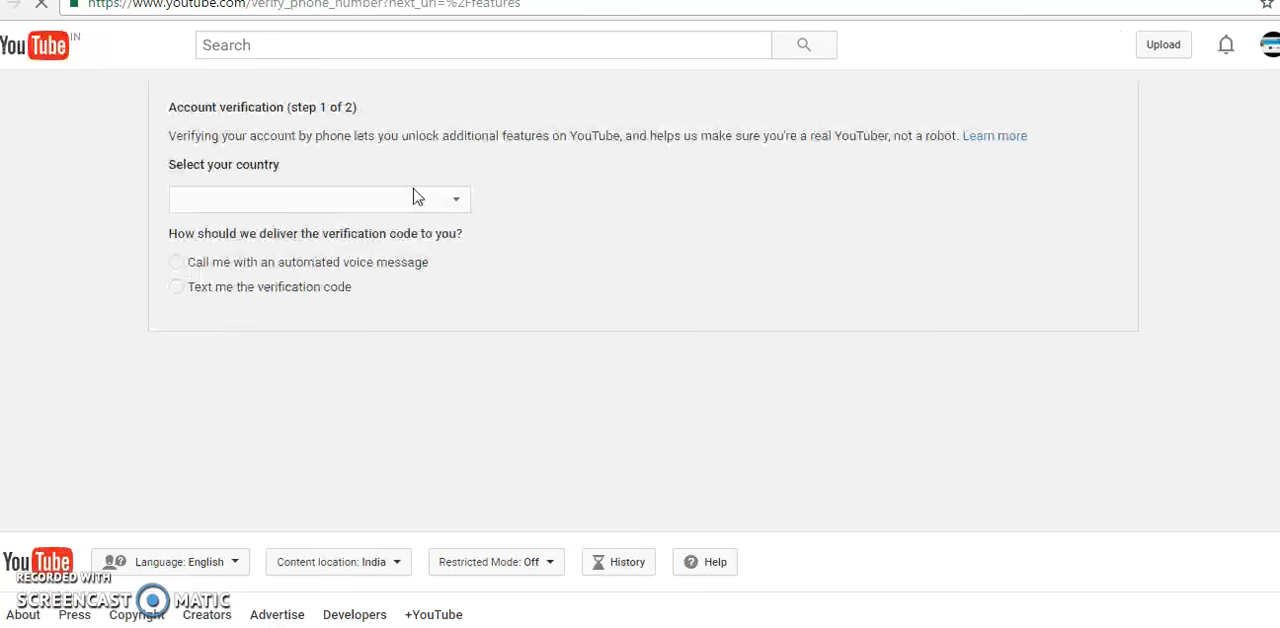 https://www.youtube.com/verify_phone_number?next_url=%2Ffeatures
YouTube IN
Search
Upload
Account verification (step 1 of 2)
Verifying your account by phone lets you unlock additional features on YouTube, and helps us make sure you're a real YouTuber, not a robot. Learn more
Select your country
How should we deliver the verification code to you?
Call me with an automated voice message
Text me the verification code
YouTube
Language: English
Content location: India
Restricted Mode: Off
History
Help
RECORDED WITH
SCREENCAST MATIC
About Press Copyright Creators Advertise Developers +YouTube